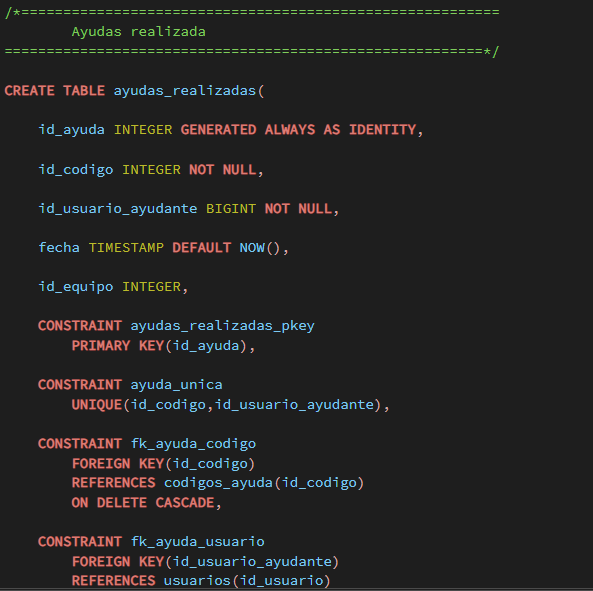 /*=========================================================
Ayudas realizada
=========================================================*/
CREATE TABLE ayudas_realizadas(
id_ayuda INTEGER GENERATED ALWAYS AS IDENTITY,
id_codigo INTEGER NOT NULL,
id_usuario_ayudante BIGINT NOT NULL,
fecha TIMESTAMP DEFAULT NOW(),
id_equipo INTEGER,
CONSTRAINT ayudas_realizadas_pkey
PRIMARY KEY(id_ayuda),
CONSTRAINT ayuda_unica
UNIQUE(id_codigo,id_usuario_ayudante),
CONSTRAINT fk_ayuda_codigo
FOREIGN KEY(id_codigo)
REFERENCES codigos_ayuda(id_codigo)
ON DELETE CASCADE,
CONSTRAINT fk_ayuda_usuario
FOREIGN KEY(id_usuario_ayudante)
REFERENCES usuarios(id_usuario)